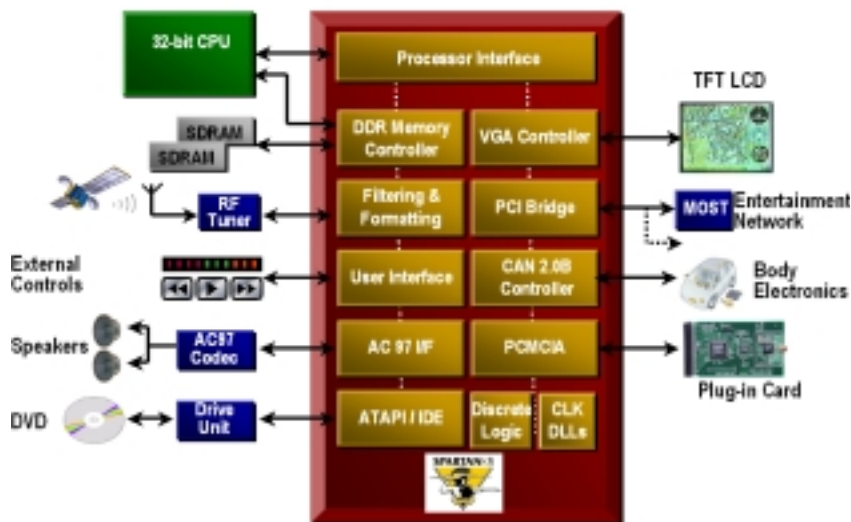 32-bit CPU
Processor Interface
TFT LCD
SDRAM
SDRAM
DDR Memory
Controller
VGA Controller
RF
Tuner
Filtering &
Formatting
PCI Bridge
MOST
Entertainment
Network
External
Controls
User Interface
CAN 2.0B
Controller
Body
Electronics
Speakers
AC97
Codec
AC 97 I/F
PCMCIA
Plug-in Card
DVD
Drive
Unit
ATAPI / IDE
Discrete
Logic
CLK
DLLs